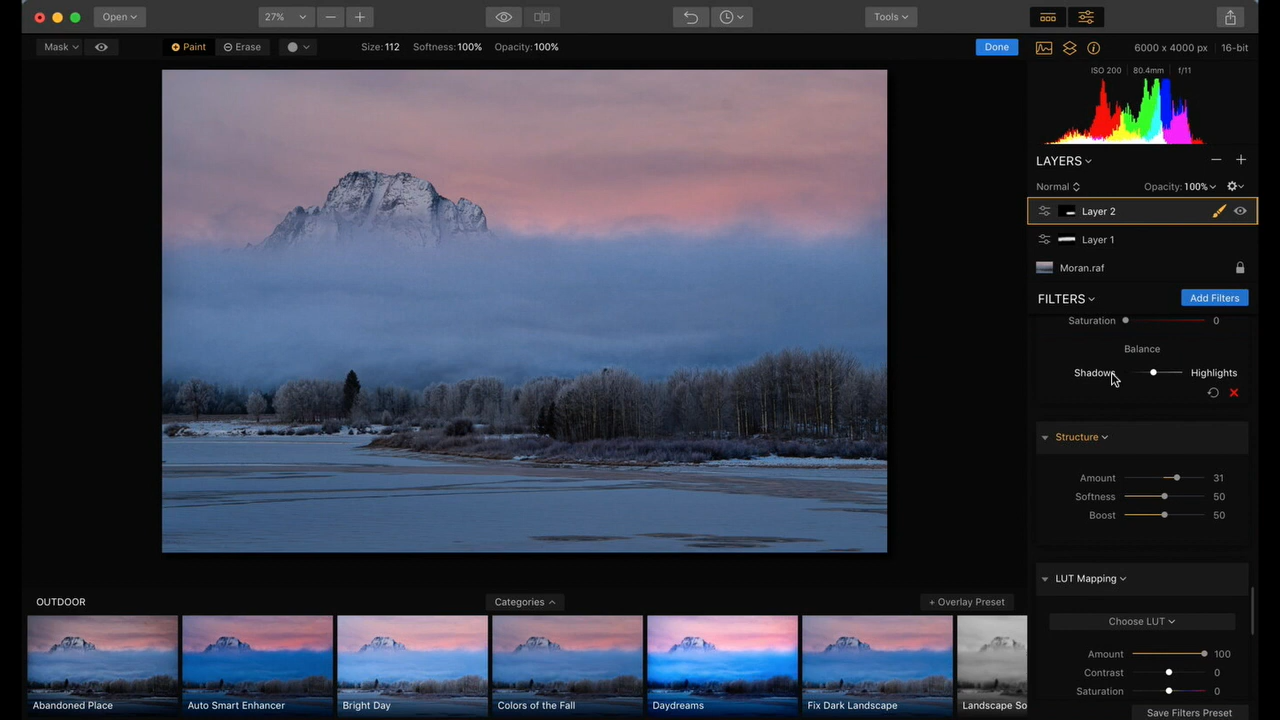 Open
27%
Tools
Mask
Paint
Erase
Size:112
Softness:100%
Opacity:100%
Done
6000 x 4000 px
16-bit
ISO 200
80.4mm
f/11
LAYERS
Normal
Opacity:100%
Layer 2
Layer 1
Moran.raf
FILTERS
Add Filters
Saturation
0
Balance
Shadows
Highlights
Structure
Amount
31
Softness
50
Boost
50
LUT Mapping
Choose LUT
Amount
100
Contrast
0
Saturation
0
Save Filters Preset
OUTDOOR
Categories
+ Overlay Preset
Abandoned Place
Auto Smart Enhancer
Bright Day
Colors of the Fall
Daydreams
Fix Dark Landscape
Landscape So